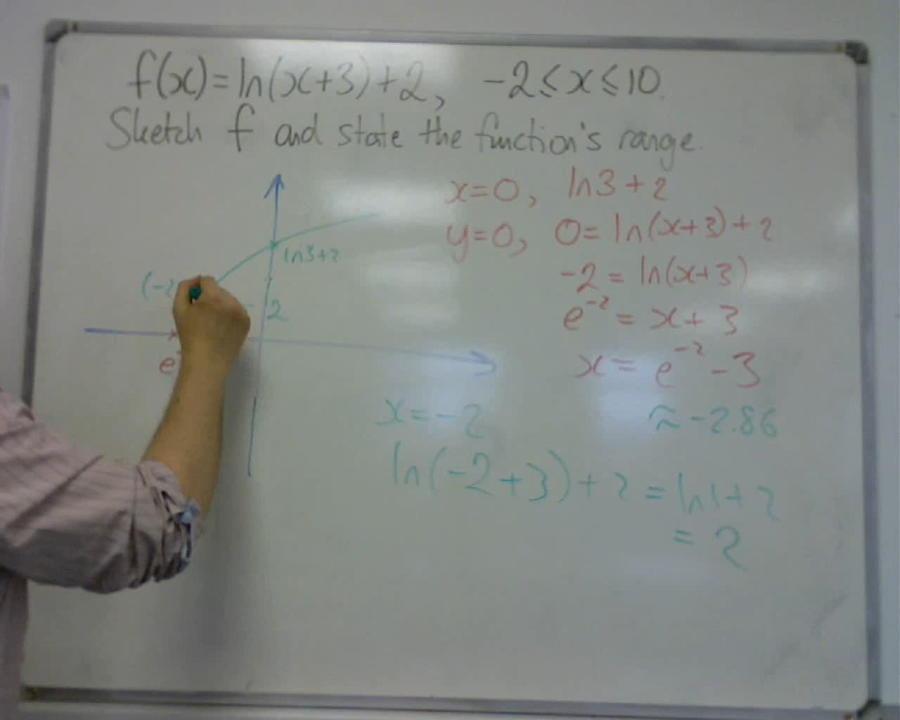 f(x)=ln(x+3)+2, -2≤x≤10.
Sketch f and state the function's range.
x=0, ln3+2
y=0, 0=ln(x+3)+2
-2=ln(x+3)
e⁻²=x+3
x=e⁻²-3
≈-2.86
ln3+2
(-2
2
e
x=-2
ln(-2+3)+2=ln1+2
=2